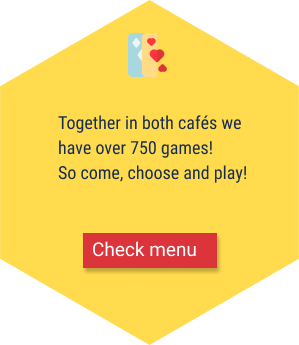 Together in both cafés we
have over 750 games!
So come, choose and play!
Check menu